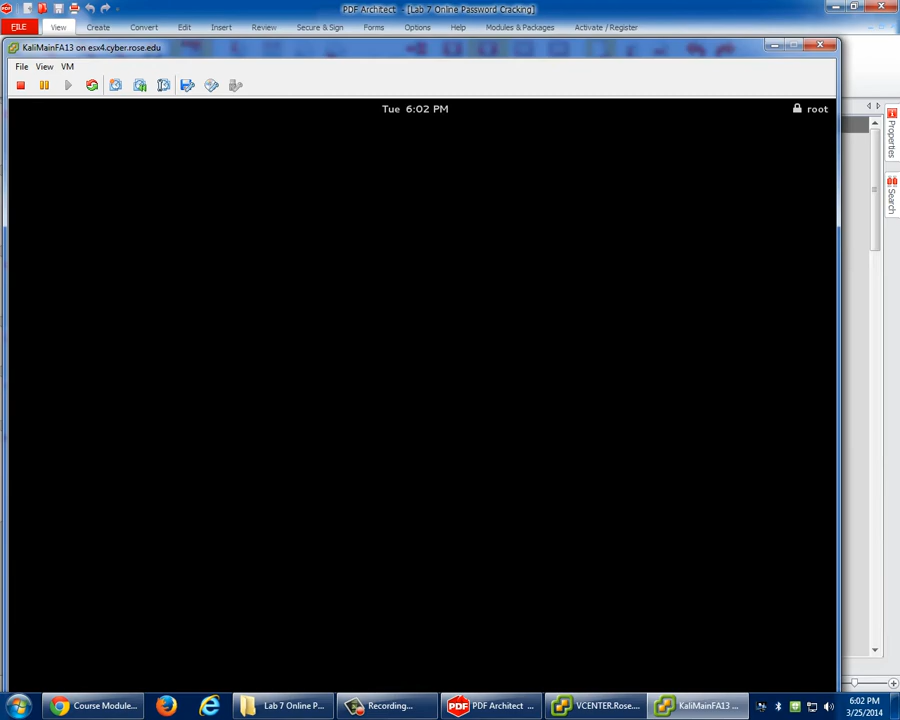 PDF Architect - [Lab 7 Online Password Cracking]
FILE View Create Convert Edit Insert Review Secure & Sign Forms Options Help Modules & Packages Activate / Register
KaliMainFA13 on esx4.cyber.rose.edu
File View VM
Tue 6:02 PM
root
Properties
Search
Course Module...
Lab 7 Online P...
Recording...
PDF Architect ...
VCENTER.Rose....
KaliMainFA13 ...
6:02 PM
3/25/2014